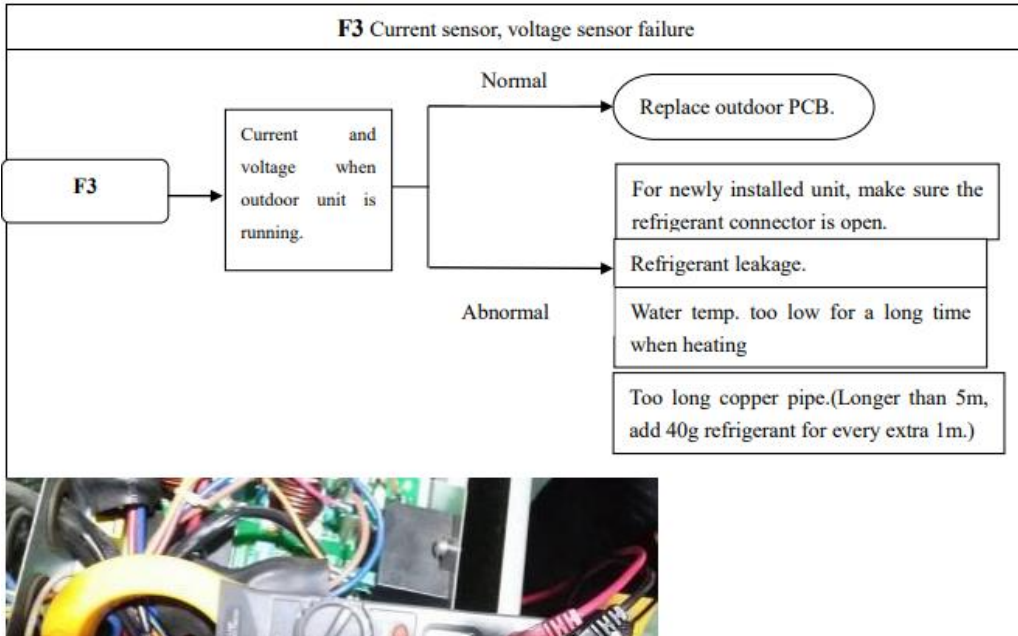 F3 Current sensor, voltage sensor failure
Normal
Replace outdoor PCB.
Current and
voltage when
outdoor unit is
running.
F3
For newly installed unit, make sure the
refrigerant connector is open.
Refrigerant leakage.
Abnormal
Water temp. too low for a long time
when heating
Too long copper pipe.(Longer than 5m,
add 40g refrigerant for every extra 1m.)